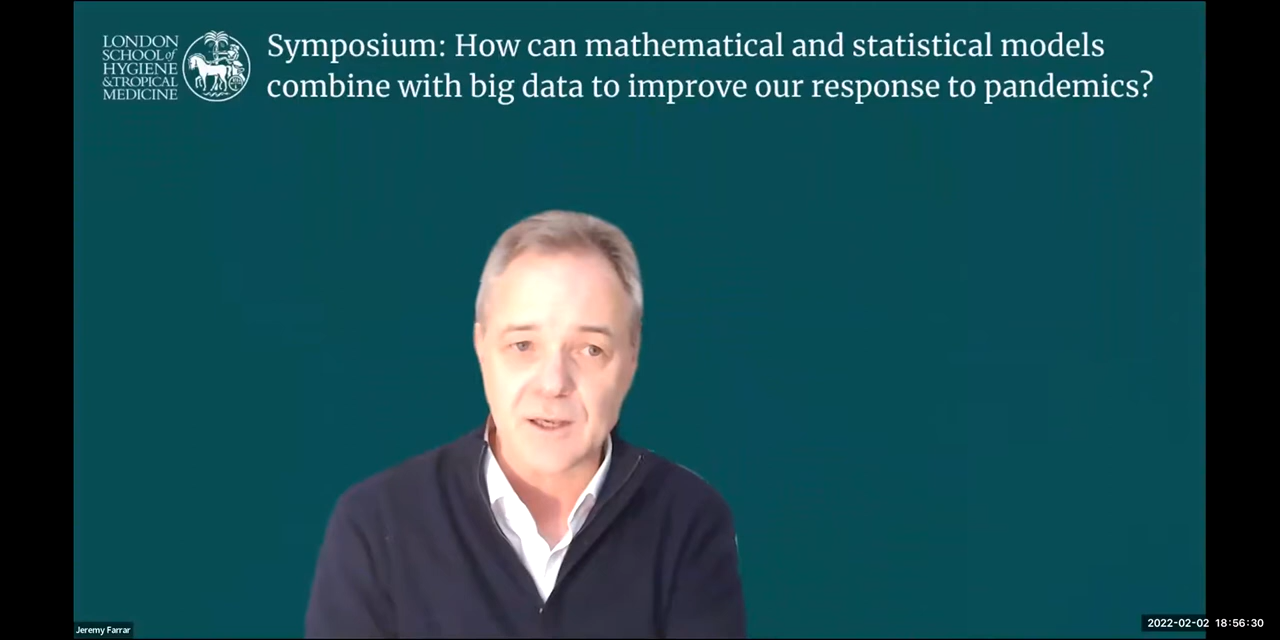 LONDON
SCHOOL of
HYGIENE
& TROPICAL
MEDICINE
Symposium: How can mathematical and statistical models
combine with big data to improve our response to pandemics?
Jeremy Farrar
2022-02-02 18:56:30